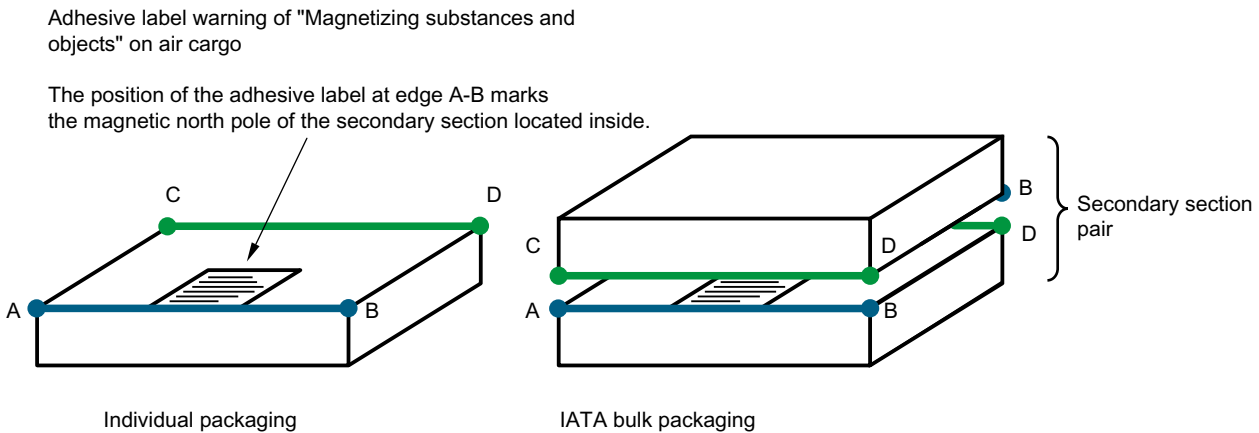 Adhesive label warning of "Magnetizing substances and
objects" on air cargo
The position of the adhesive label at edge A-B marks
the magnetic north pole of the secondary section located inside.
C
D
A
B
Individual packaging
B
Secondary section
pair
D
C
D
A
B
IATA bulk packaging